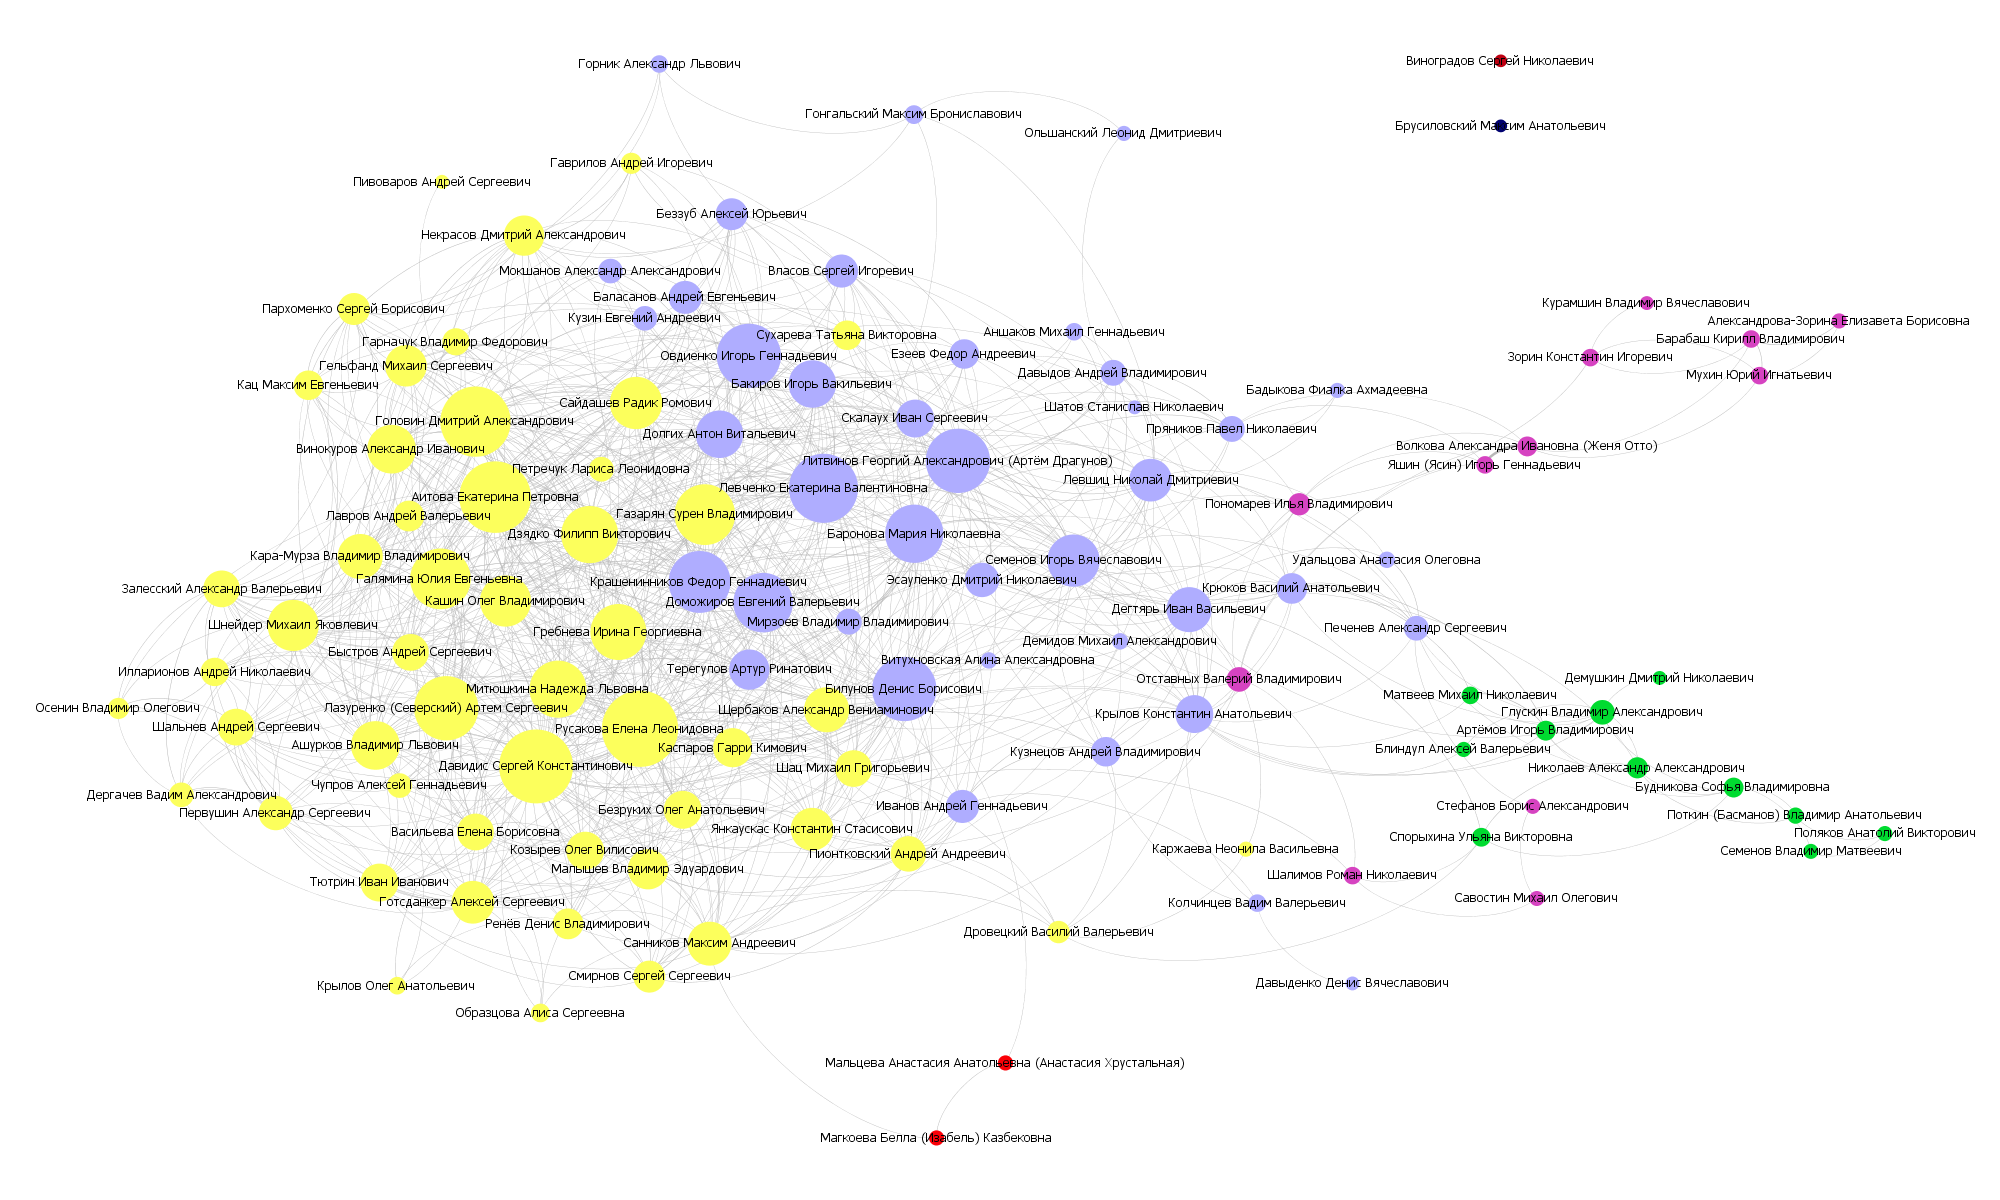 Виноградов Сергей Николаевич
Горник Александр Львович
Гонгальский Максим Брониславович
Брусиловский Максим Анатольевич
Ольшанский Леонид Дмитриевич
Гаврилов Андрей Игоревич
Пивоваров Андрей Сергеевич
Беззуб Алексей Юрьевич
Некрасов Дмитрий Александрович
Мокшанов Александр Александрович
Власов Сергей Игоревич
Баласанов Андрей Евгеньевич
Курамшин Владимир Вячеславович
Пархоменко Сергей Борисович
Кузин Евгений Андреевич
Александрова-Зорина Елизавета Борисовна
Аншаков Михаил Геннадьевич
Сухарева Татьяна Викторовна
Барабаш Кирилл Владимирович
Гарначук Владимир Федорович
Овдиенко Игорь Геннадьевич
Езеев Федор Андреевич
Зорин Константин Игоревич
Гельфанд Михаил Сергеевич
Давыдов Андрей Владимирович
Мухин Юрий Игнатьевич
Кац Максим Евгеньевич
Бакиров Игорь Вакильевич
Бадыкова Фиалка Ахмадеевна
Сайдашев Радик Ромович
Шатов Станислав Николаевич
Головин Дмитрий Александрович
Скалаух Иван Сергеевич
Пряников Павел Николаевич
Долгих Антон Витальевич
Волкова Александра Ивановна (Женя Отто)
Винокуров Александр Иванович
Литвинов Георгий Александрович (Артём Драгунов)
Яшин (Ясин) Игорь Геннадьевич
Петречук Лариса Леонидовна
Левшиц Николай Дмитриевич
Левченко Екатерина Валентиновна
Аитова Екатерина Петровна
Пономарев Илья Владимирович
Лавров Андрей Валерьевич
Газарян Сурен Владимирович
Дзядко Филипп Викторович
Баронова Мария Николаевна
Кара-Мурза Владимир Владимирович
Семенов Игорь Вячеславович
Удальцова Анастасия Олеговна
Галямина Юлия Евгеньевна
Крашенинников Федор Геннадиевич
Эсауленко Дмитрий Николаевич
Залесский Александр Валерьевич
Крюков Василий Анатольевич
Кашин Олег Владимирович
Доможиров Евгений Валерьевич
Дегтярь Иван Васильевич
Шнейдер Михаил Яковлевич
Мирзоев Владимир Владимирович
Гребнева Ирина Георгиевна
Печенев Александр Сергеевич
Демидов Михаил Александрович
Быстров Андрей Сергеевич
Витухновская Алина Александровна
Илларионов Андрей Николаевич
Терегулов Артур Ринатович
Отставных Валерий Владимирович
Демушкин Дмитрий Николаевич
Митюшкина Надежда Львовна
Билунов Денис Борисович
Матвеев Михаил Николаевич
Осенин Владимир Олегович
Лазуренко (Северский) Артем Сергеевич
Щербаков Александр Вениаминович
Крылов Константин Анатольевич
Глускин Владимир Александрович
Шальнев Андрей Сергеевич
Русакова Елена Леонидовна
Артёмов Игорь Владимирович
Ашурков Владимир Львович
Каспаров Гарри Кимович
Кузнецов Андрей Владимирович
Блиндул Алексей Валерьевич
Давидис Сергей Константинович
Шац Михаил Григорьевич
Николаев Александр Александрович
Чупров Алексей Геннадьевич
Будникова Софья Владимировна
Дергачев Вадим Александрович
Безруких Олег Анатольевич
Иванов Андрей Геннадьевич
Стефанов Борис Александрович
Первушин Александр Сергеевич
Поткин (Басманов) Владимир Анатольевич
Васильева Елена Борисовна
Янкаускас Константин Стасисович
Спорыхина Ульяна Викторовна
Поляков Анатолий Викторович
Козырев Олег Вилисович
Пионтковский Андрей Андреевич
Каржаева Неонила Васильевна
Семенов Владимир Матвеевич
Малышев Владимир Эдуардович
Шалимов Роман Николаевич
Тютрин Иван Иванович
Савостин Михаил Олегович
Готсданкер Алексей Сергеевич
Колчинцев Вадим Валерьевич
Ренёв Денис Владимирович
Дровецкий Василий Валерьевич
Санников Максим Андреевич
Смирнов Сергей Сергеевич
Давыденко Денис Вячеславович
Крылов Олег Анатольевич
Образцова Алиса Сергеевна
Мальцева Анастасия Анатольевна (Анастасия Хрустальная)
Магкоева Белла (Изабель) Казбековна